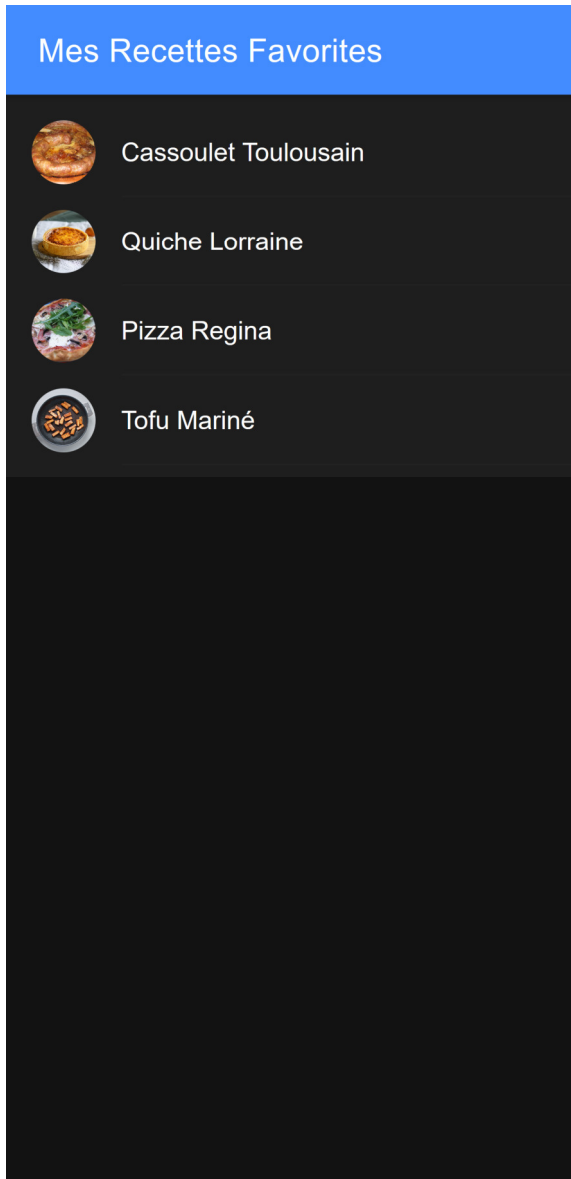 Mes Recettes Favorites
Cassoulet Toulousain
Quiche Lorraine
Pizza Regina
Tofu Mariné